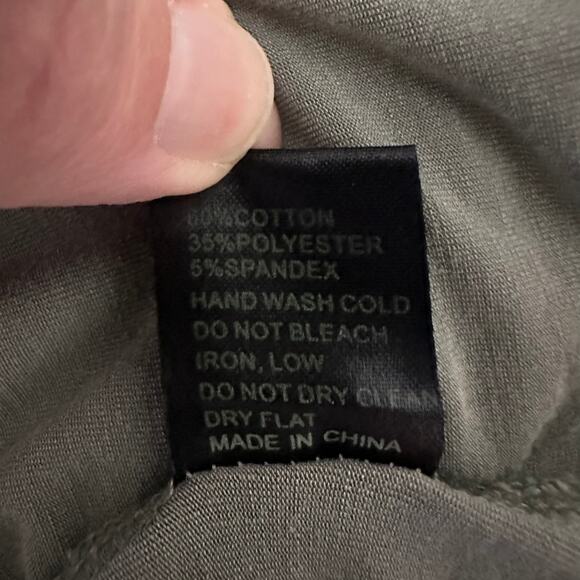 60%COTTON
35%POLYESTER
5%SPANDEX
HAND WASH COLD
DO NOT BLEACH
IRON, LOW
DO NOT DRY CLEAN
DRY FLAT
MADE IN CHINA